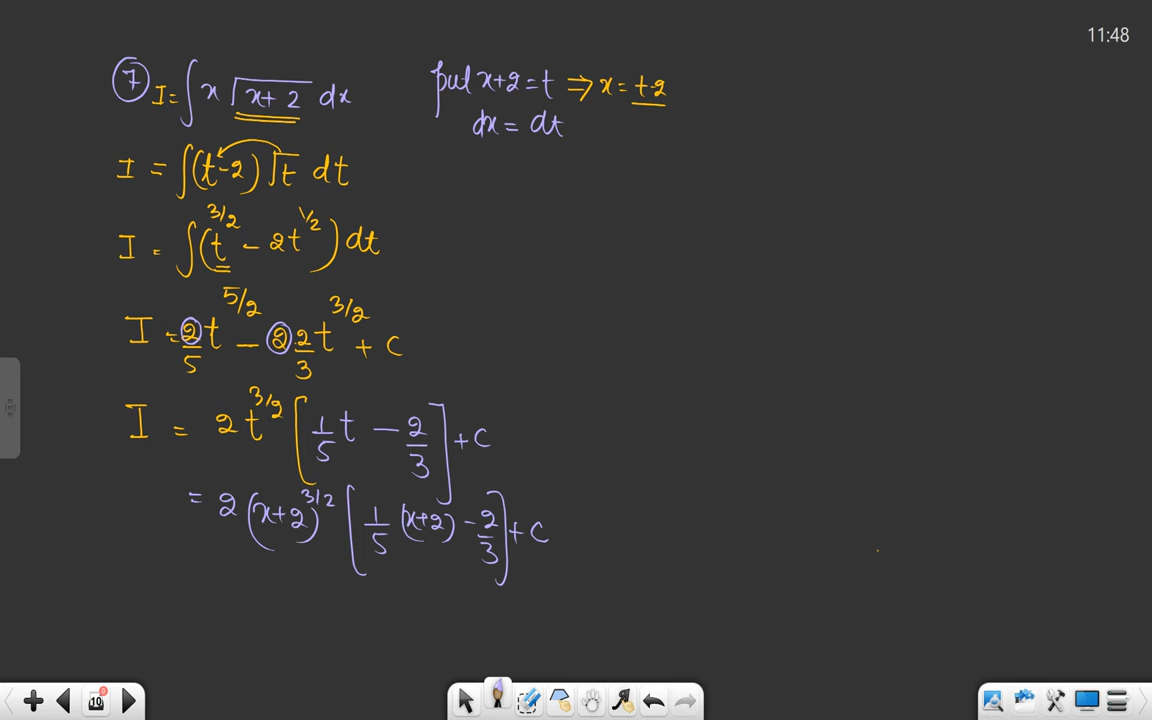 11:48
⑦ I = ∫ x √(x+2) dx put x+2 = t ⇒ x = t-2
dx = dt
I = ∫(t-2) √t dt
I = ∫(t^(3/2) - 2t^(1/2)) dt
I = 2/5 t^(5/2) - 2 2/3 t^(3/2) + c
I = 2t^(3/2) [1/5 t - 2/3] + c
= 2(x+2)^(3/2) [1/5 (x+2) - 2/3] + c
10 0